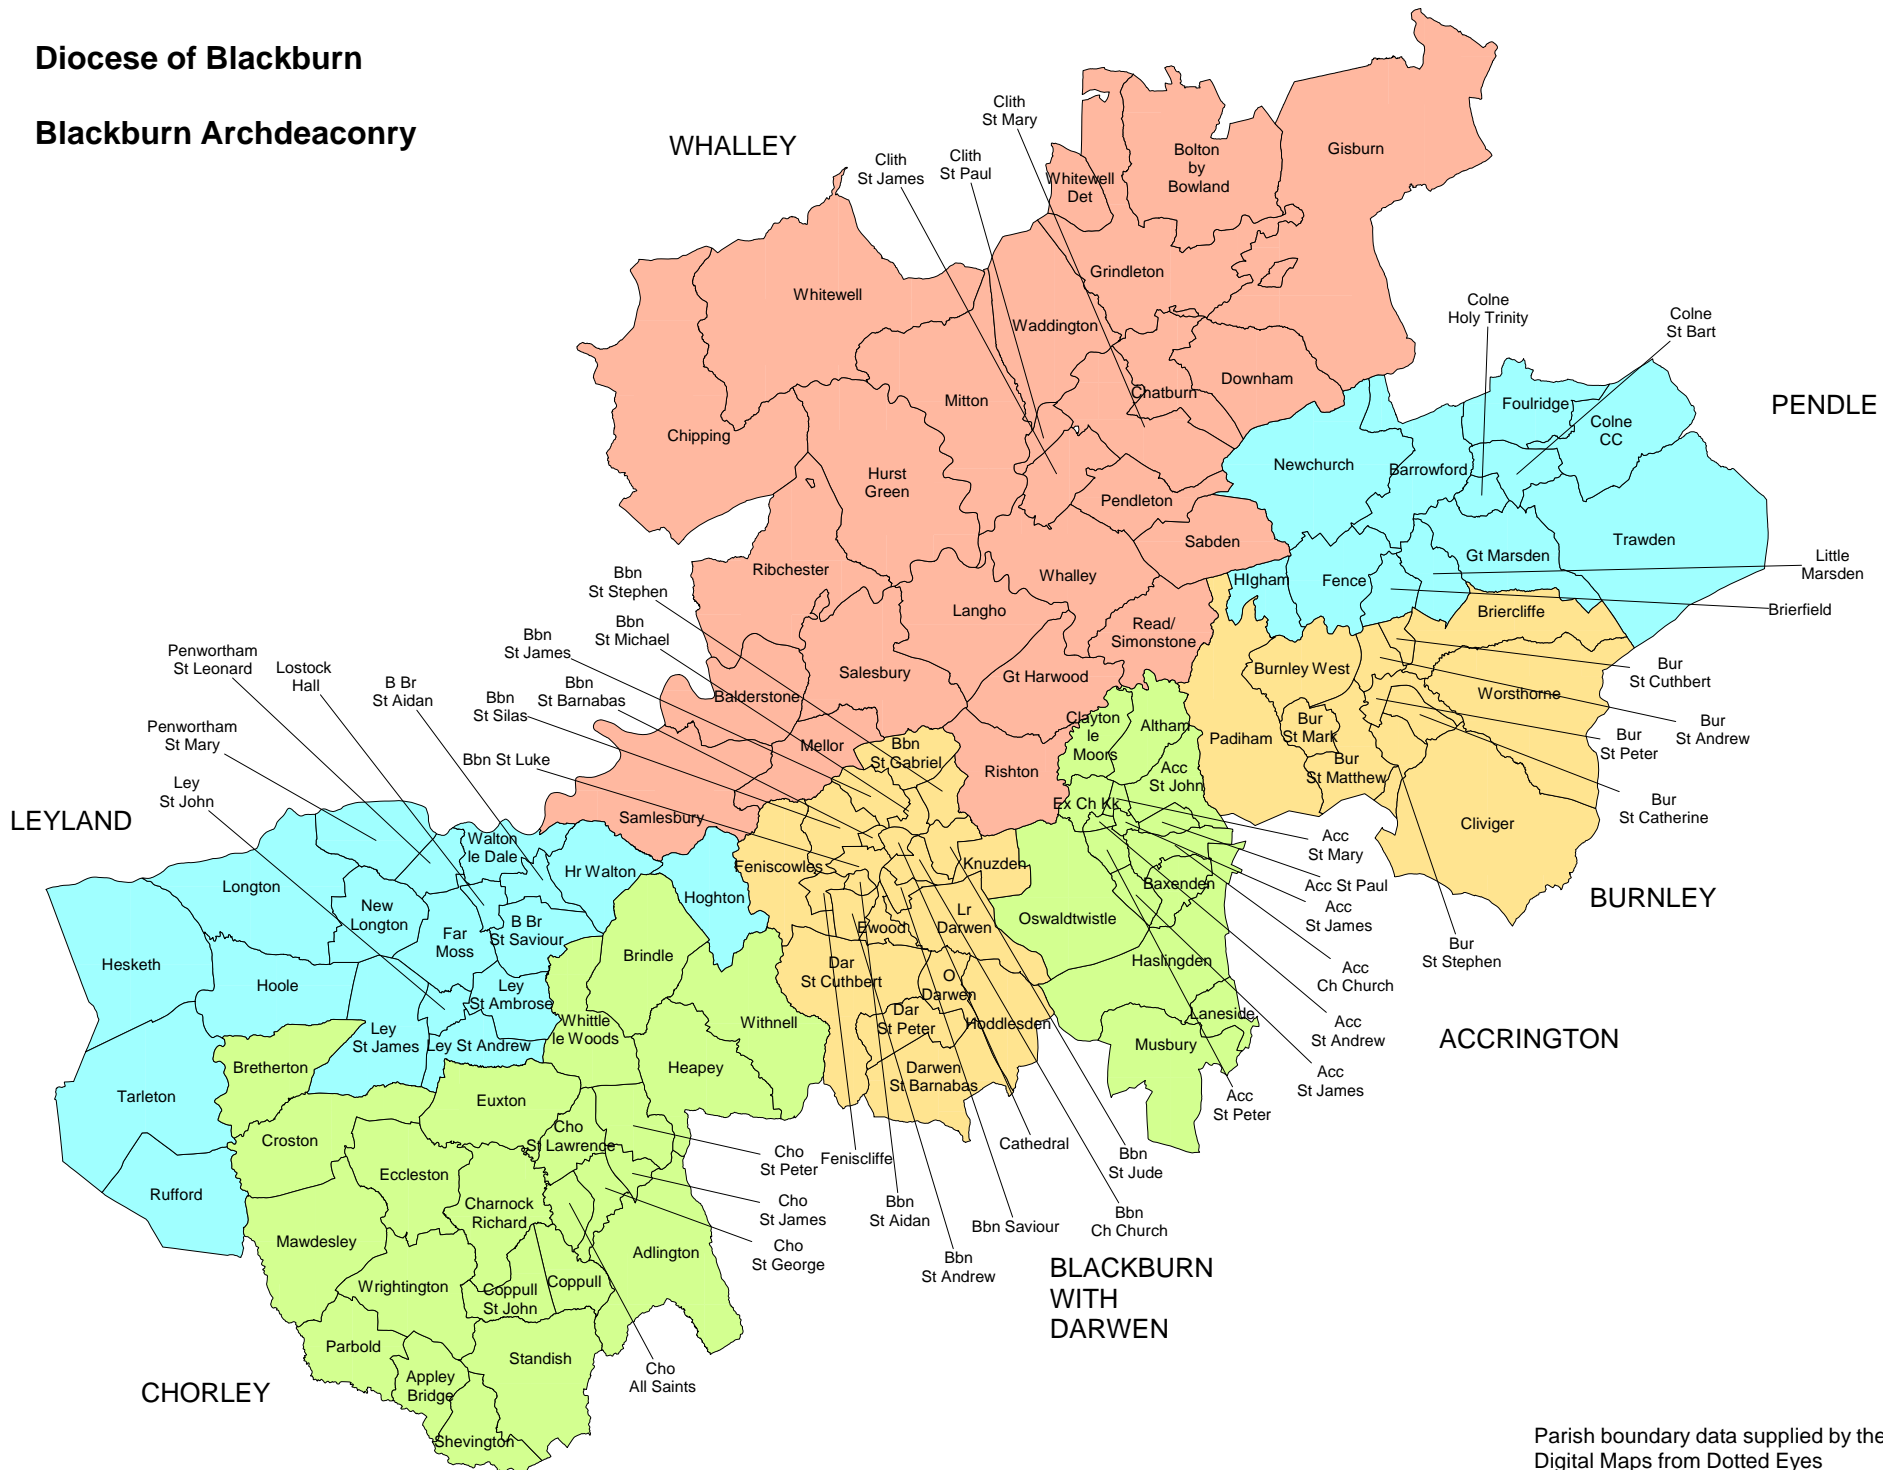 Diocese of Blackburn
Blackburn Archdeaconry
WHALLEY
Clith
St James
Clith
St Paul
Clith
St Mary
Whitewell
Det
Bolton
by
Bowland
Gisburn
Whitewell
Grindleton
Waddington
Chatburn
Downham
Mitton
Chipping
Hurst
Green
Pendleton
Sabden
Ribchester
Whalley
Langho
Read/
Simonstone
Salesbury
Gt Harwood
Balderstone
Mellor
Rishton
Samlesbury
PENDLE
Colne
Holy Trinity
Colne
St Bart
Foulridge
Colne
CC
Newchurch
Barrowford
Trawden
Gt Marsden
Little
Marsden
HIgham
Fence
Brierfield
Briercliffe
Burnley West
Worsthorne
Bur
St Cuthbert
Bur
St Andrew
Bur
St Peter
Bur
St Catherine
Padiham
Bur
St Mark
Bur
St Matthew
Cliviger
Bur
St Stephen
BURNLEY
Bbn
St Stephen
Bbn
St Michael
Bbn
St James
Bbn
St Barnabas
Bbn
St Silas
Bbn St Luke
Bbn
St Gabriel
Feniscowles
Knuzden
Ewood
Lr
Darwen
Dar
St Cuthbert
O
Darwen
Dar
St Peter
Hoddlesden
Darwen
St Barnabas
Feniscliffe
Bbn
St Aidan
Bbn
St Andrew
Bbn Saviour
Cathedral
Bbn
Ch Church
Bbn
St Jude
BLACKBURN
WITH
DARWEN
Clayton
le
Moors
Altham
Acc
St John
Ex Ch Kk
Oswaldtwistle
Baxenden
Haslingden
Laneside
Musbury
Acc
St Mary
Acc St Paul
Acc
St James
Acc
Ch Church
Acc
St Andrew
Acc
St James
Acc
St Peter
ACCRINGTON
LEYLAND
Penwortham
St Leonard
Lostock
Hall
B Br
St Aidan
Penwortham
St Mary
Ley
St John
Walton
le Dale
Hr Walton
Hoghton
Longton
New
Longton
Far
Moss
B Br
St Saviour
Hesketh
Hoole
Ley
St Ambrose
Ley
St James
Ley St Andrew
Tarleton
Rufford
Brindle
Withnell
Whittle
le Woods
Heapey
Bretherton
Euxton
Croston
Cho
St Lawrence
Eccleston
Charnock
Richard
Mawdesley
Adlington
Wrightington
Coppull
St John
Coppull
Parbold
Appley
Bridge
Standish
Shevington
Cho
St Peter
Cho
St James
Cho
St George
Cho
All Saints
CHORLEY
Parish boundary data supplied by the
Digital Maps from Dotted Eyes